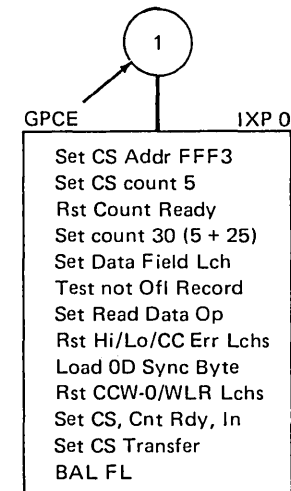 1
GPCE IXP 0
Set CS Addr FFF3
Set CS count 5
Rst Count Ready
Set count 30 (5 + 25)
Set Data Field Lch
Test not Ofl Record
Set Read Data Op
Rst Hi/Lo/CC Err Lchs
Load 0D Sync Byte
Rst CCW-0/WLR Lchs
Set CS, Cnt Rdy, In
Set CS Transfer
BAL FL